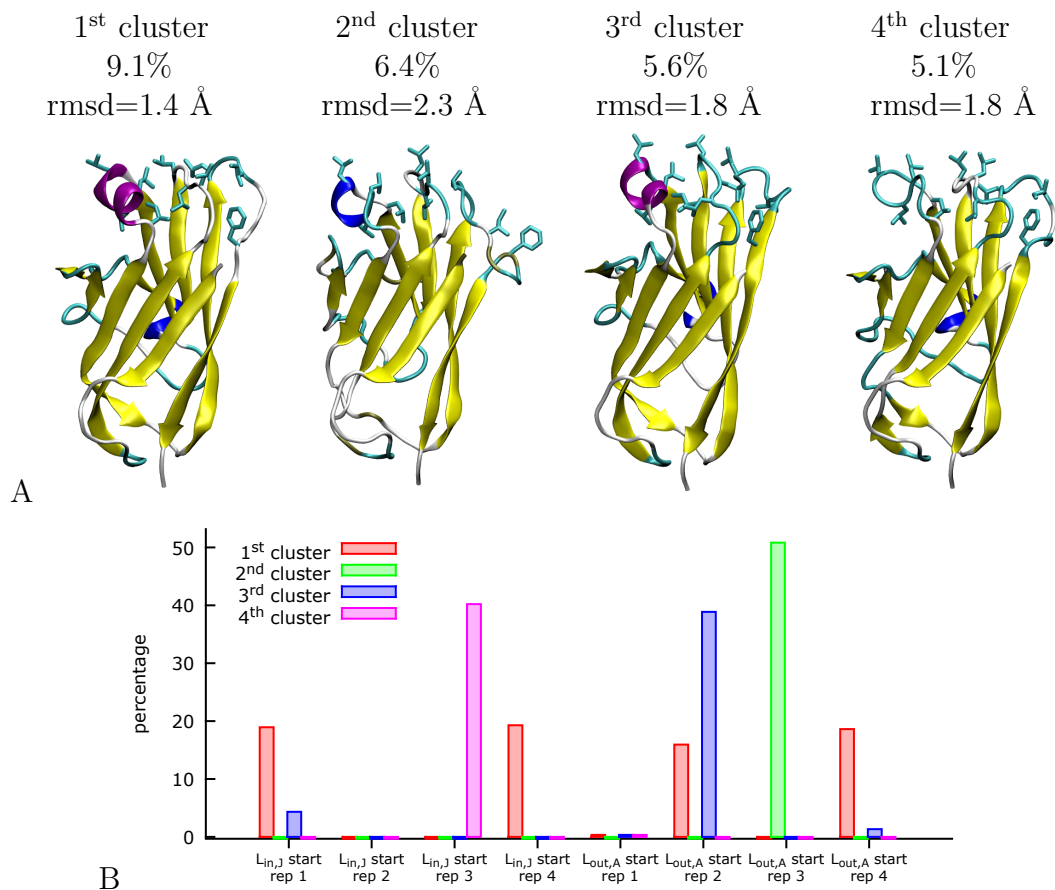 1st cluster
9.1%
rmsd=1.4 Å
2nd cluster
6.4%
rmsd=2.3 Å
3rd cluster
5.6%
rmsd=1.8 Å
4th cluster
5.1%
rmsd=1.8 Å
A
percentage
50
40
30
20
10
0
1st cluster
2nd cluster
3rd cluster
4th cluster
Lin,J start
rep 1
Lin,J start
rep 2
Lin,J start
rep 3
Lin,J start
rep 4
Lout,A start
rep 1
Lout,A start
rep 2
Lout,A start
rep 3
Lout,A start
rep 4
B